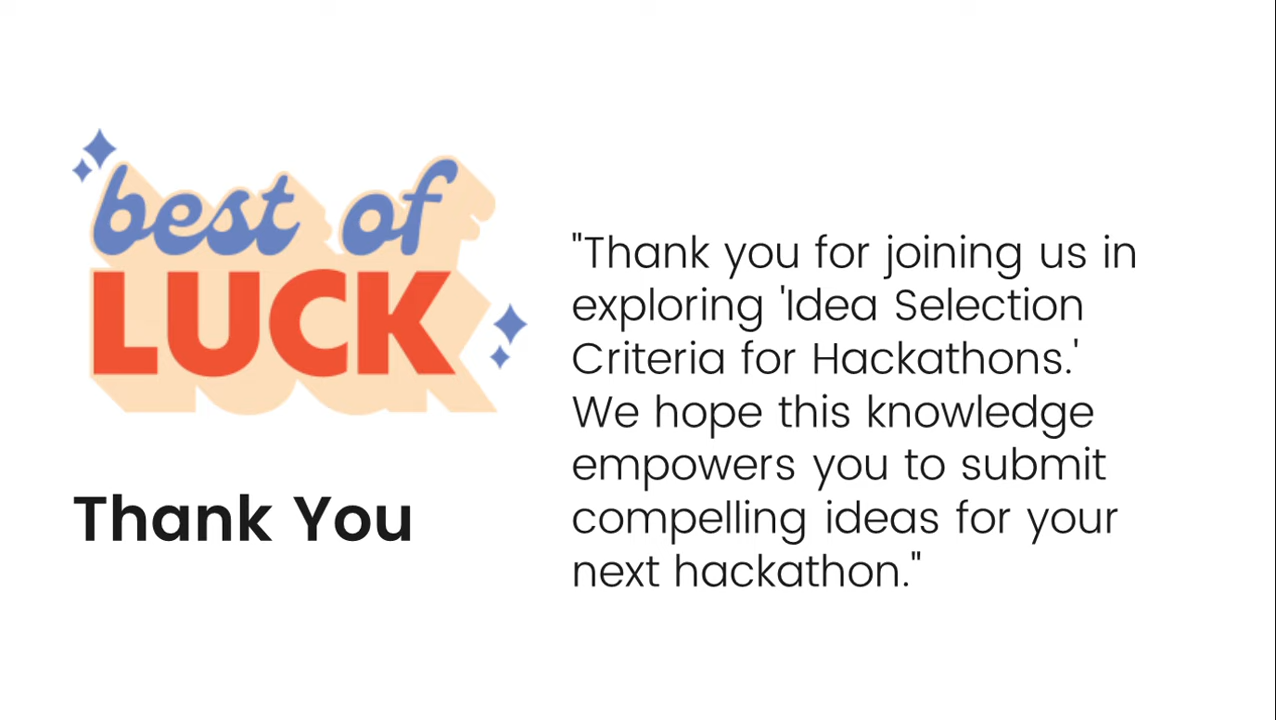 best of
LUCK
Thank You
"Thank you for joining us in
exploring 'Idea Selection
Criteria for Hackathons.'
We hope this knowledge
empowers you to submit
compelling ideas for your
next hackathon."